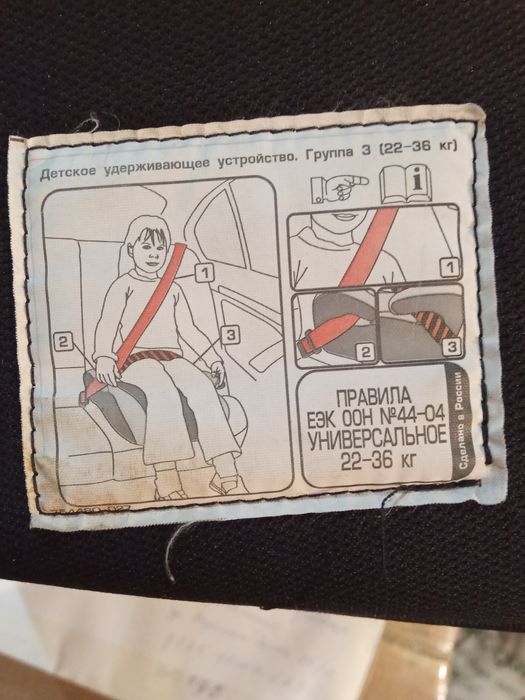 Детское удерживающее устройство. Группа 3 (22-36 кг)
i
1
2
3
1
2
3
ПРАВИЛА
ЕЭК ООН №44-04
УНИВЕРСАЛЬНОЕ
22-36 кг
Сделано в России